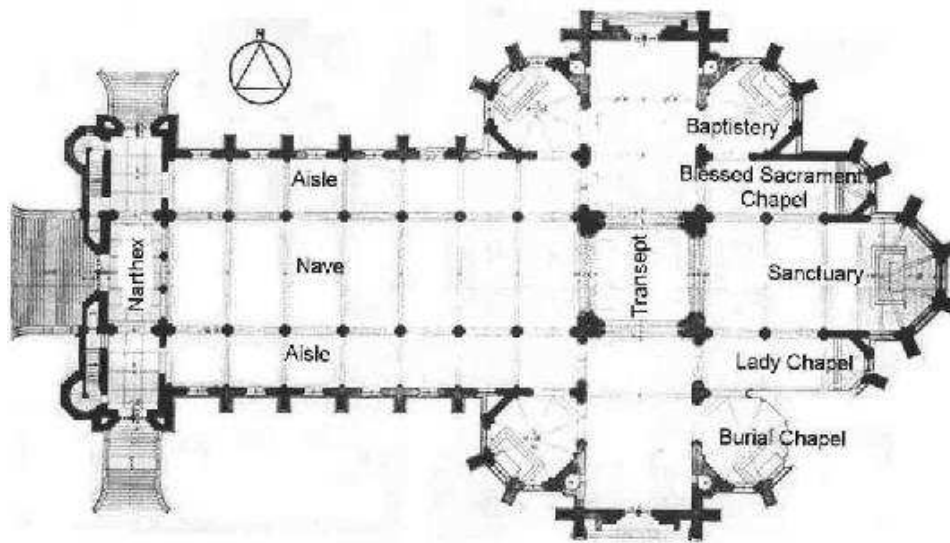 N
Baptistery
Aisle
Blessed Sacrament
Chapel
Narthex
Nave
Transept
Sanctuary
Aisle
Lady Chapel
Burial Chapel